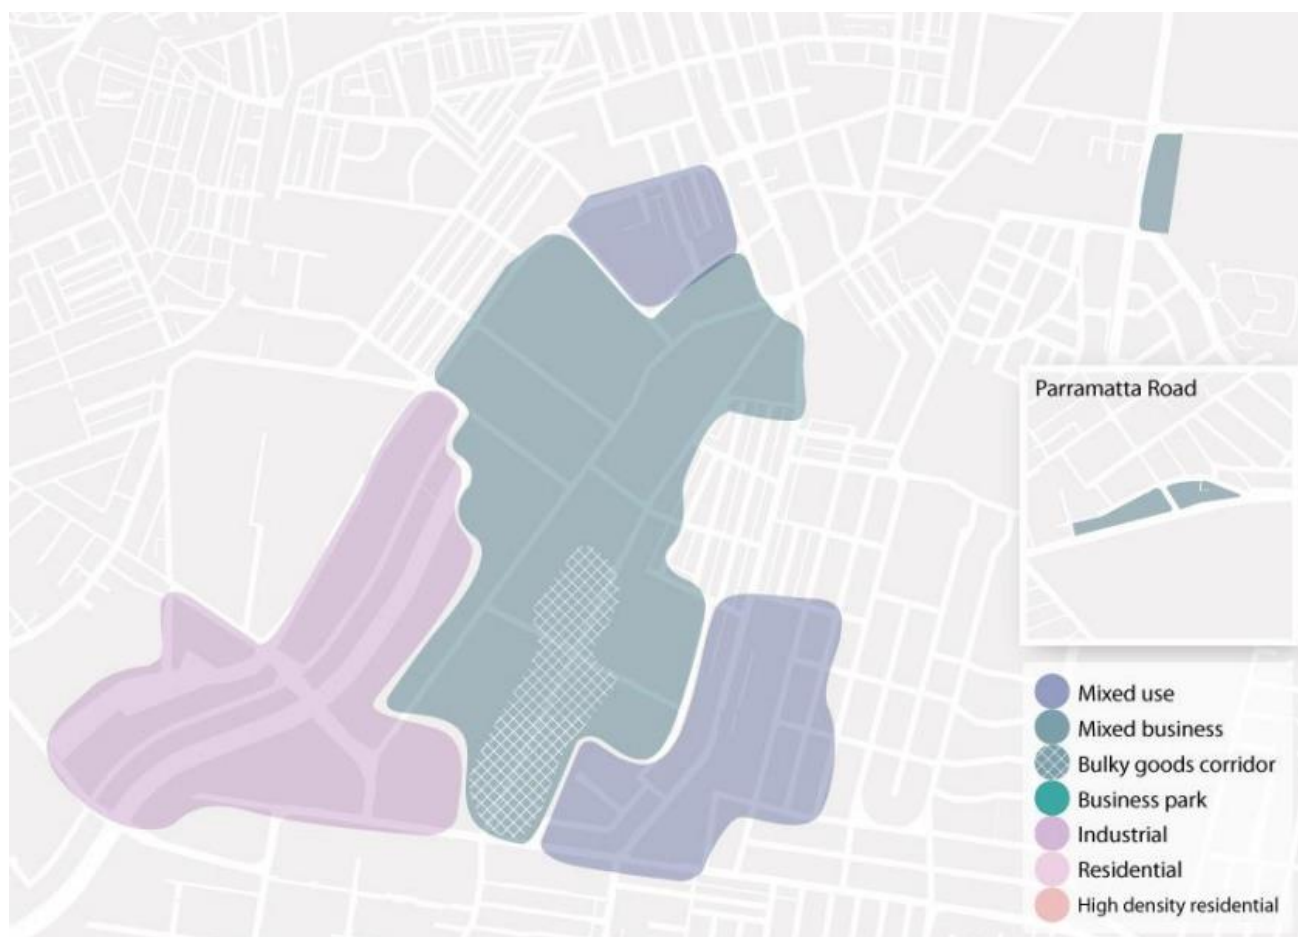 Parramatta Road
Mixed use
Mixed business
Bulky goods corridor
Business park
Industrial
Residential
High density residential